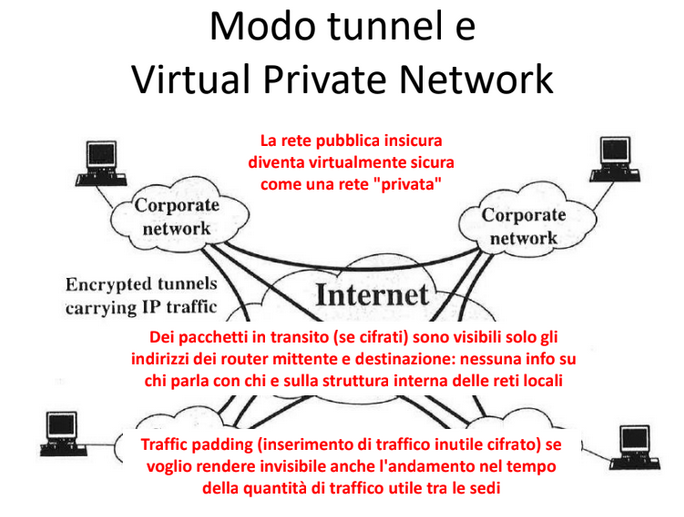 Modo tunnel e
Virtual Private Network
La rete pubblica insicura
diventa virtualmente sicura
come una rete "privata"
Corporate
network
Corporate
network
Encrypted tunnels
carrying IP traffic
Internet
Dei pacchetti in transito (se cifrati) sono visibili solo gli
indirizzi dei router mittente e destinazione: nessuna info su
chi parla con chi e sulla struttura interna delle reti locali
Traffic padding (inserimento di traffico inutile cifrato) se
voglio rendere invisibile anche l'andamento nel tempo
della quantità di traffico utile tra le sedi